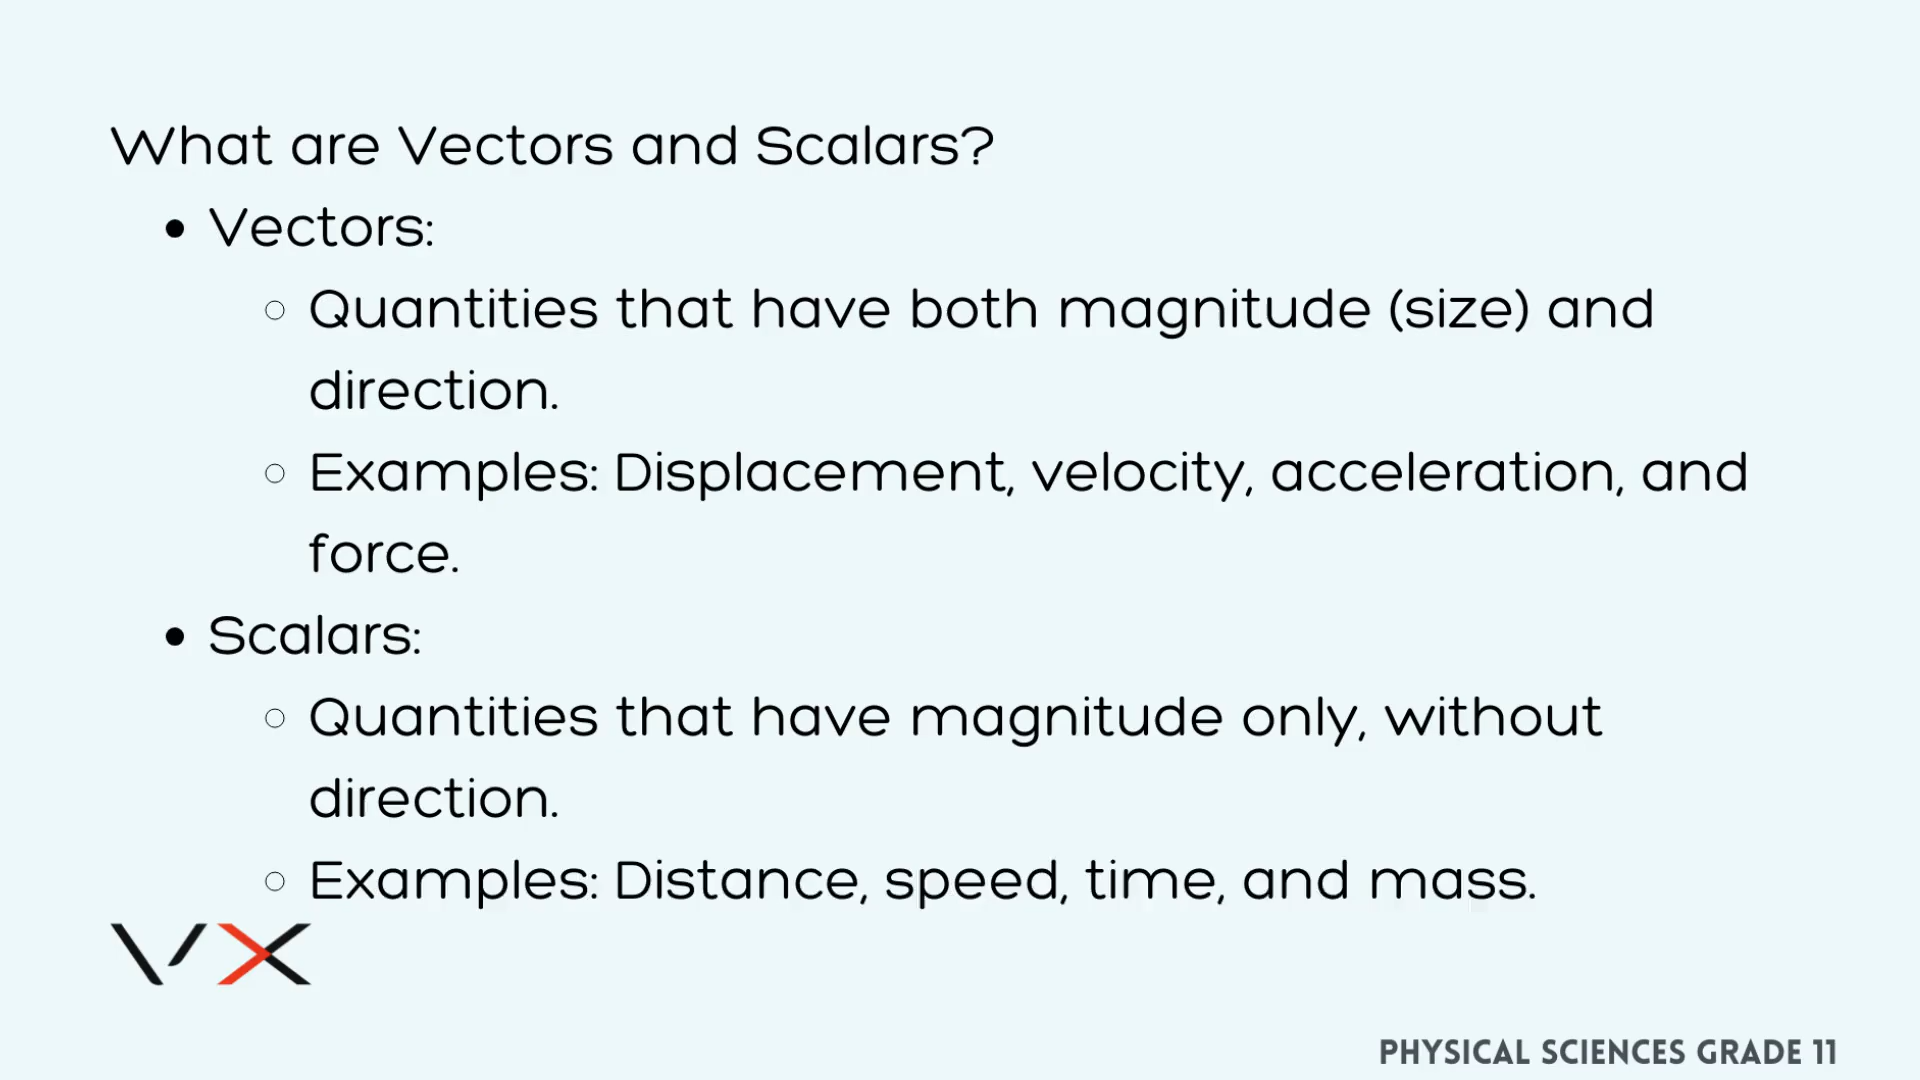 What are Vectors and Scalars?
• Vectors:
○ Quantities that have both magnitude (size) and
direction.
○ Examples: Displacement, velocity, acceleration, and
force.
• Scalars:
○ Quantities that have magnitude only, without
direction.
○ Examples: Distance, speed, time, and mass.
VX
PHYSICAL SCIENCES GRADE 11